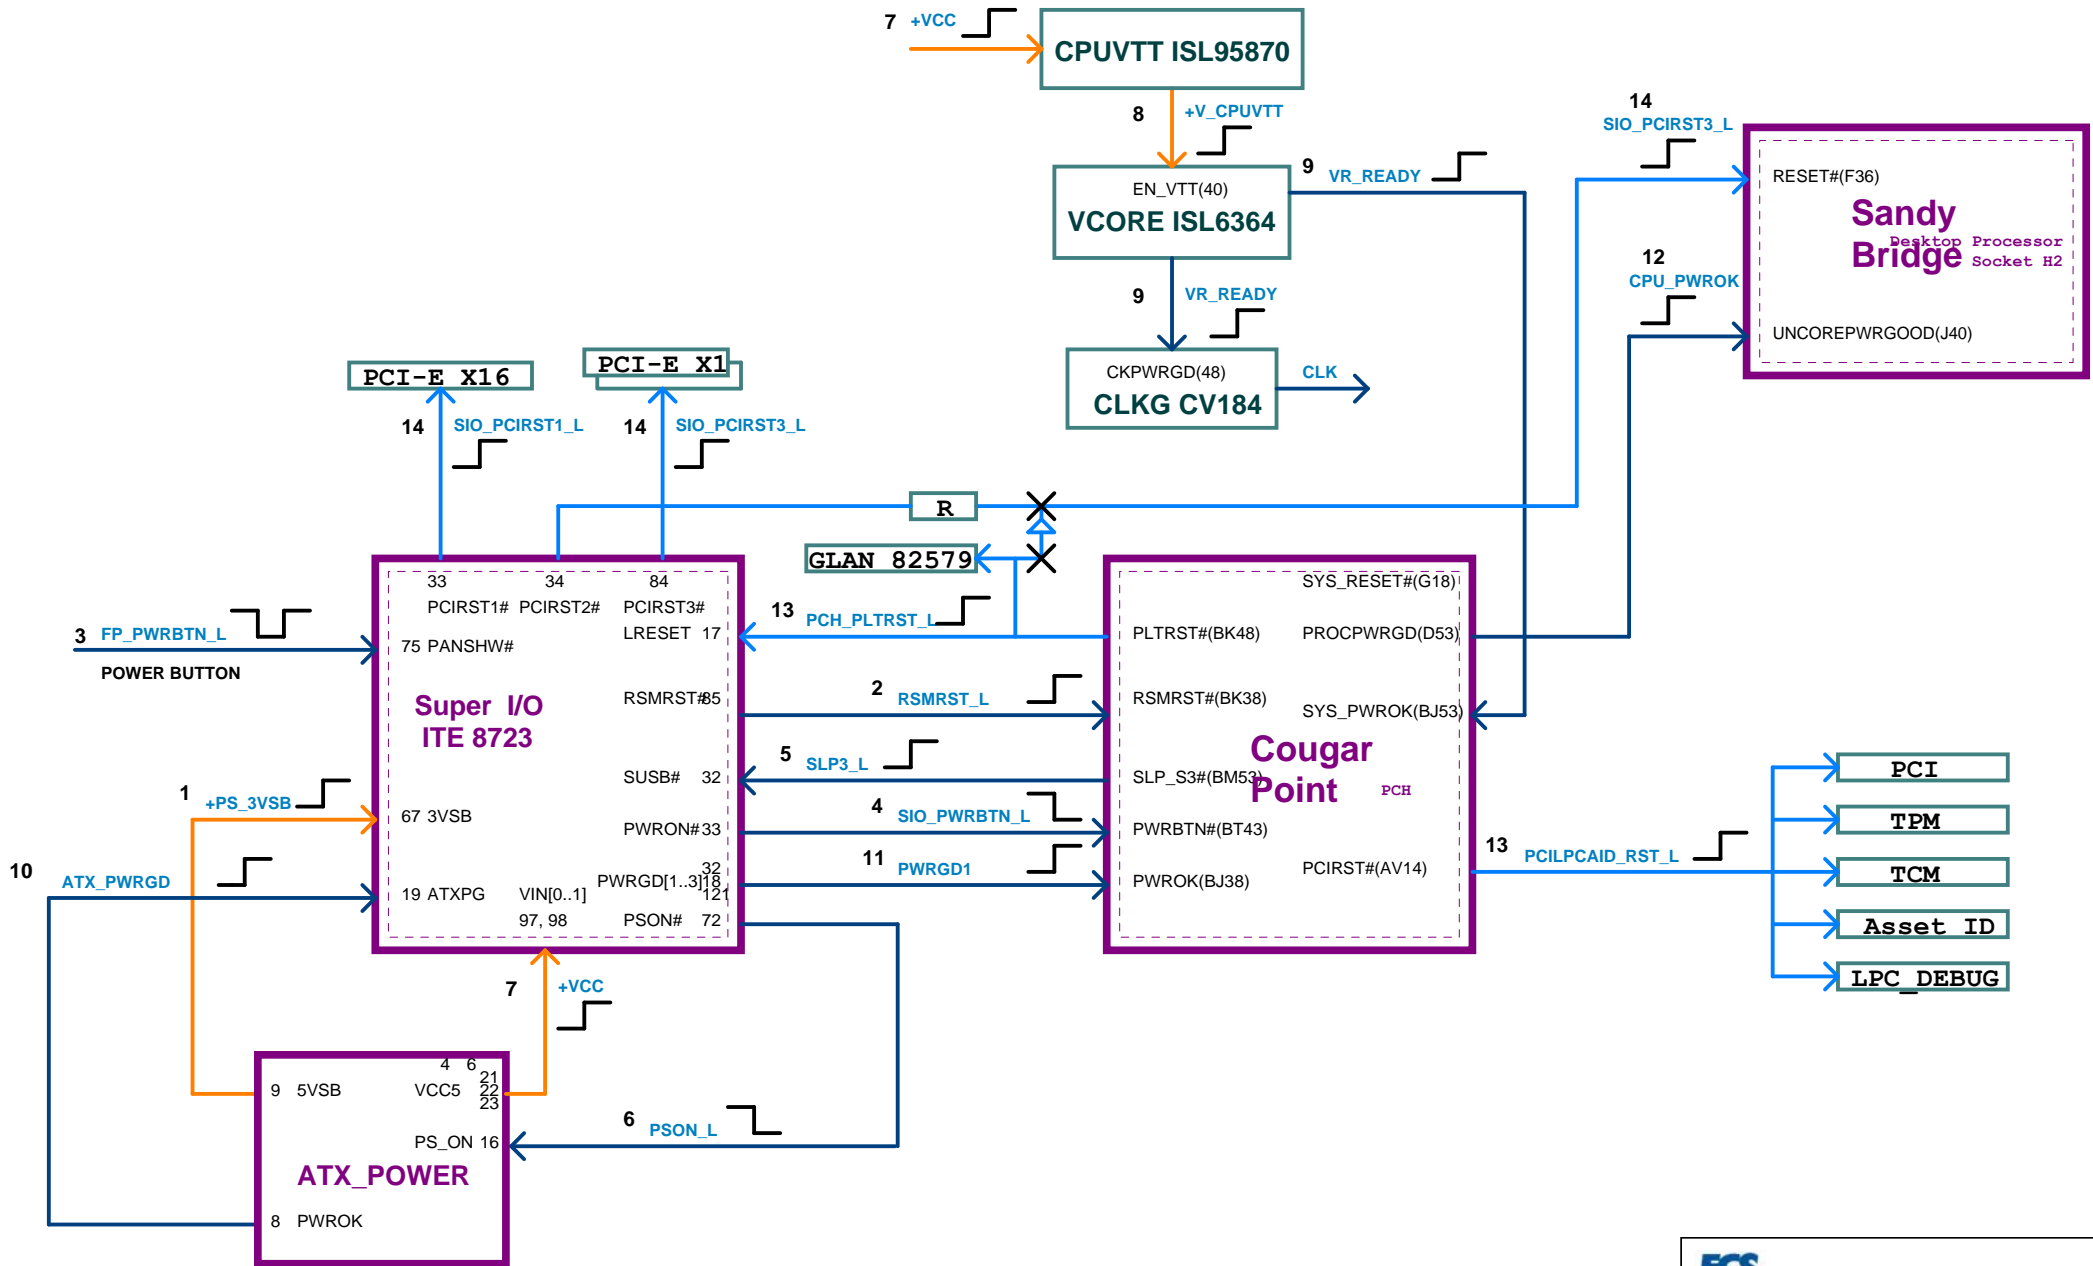 7 +VCC
CPUVTT ISL95870
8 +V_CPUVTT
14
SIO_PCIRST3_L
EN_VTT(40)
VCORE ISL6364
9 VR_READY
RESET#(F36)
Sandy
Bridge
Desktop Processor
Socket H2
12
CPU_PWROK
UNCOREPWRGOOD(J40)
9 VR_READY
CKPWRGD(48)
CLKG CV184
CLK
PCI-E X16
PCI-E X1
14 SIO_PCIRST1_L
14 SIO_PCIRST3_L
R
GLAN 82579
33 34 84
PCIRST1# PCIRST2# PCIRST3#
LRESET 17
13 PCH_PLTRST_L
SYS_RESET#(G18)
PLTRST#(BK48)
PROCPWRGD(D53)
3 FP_PWRBTN_L
POWER BUTTON
75 PANSHW#
Super I/O
ITE 8723
RSMRST# 85
2 RSMRST_L
RSMRST#(BK38)
SYS_PWROK(BJ53)
Cougar
Point
PCH
SUSB# 32
5 SLP3_L
SLP_S3#(BM53)
1 +PS_3VSB
67 3VSB
PWRON# 33
4 SIO_PWRBTN_L
PWRBTN#(BT43)
10 ATX_PWRGD
19 ATXPG
VIN[0..1]
97, 98
32
PWRGD[1..3] 18
121
11 PWRGD1
PWROK(BJ38)
PCIRST#(AV14)
13 PCILPCAID_RST_L
PSON# 72
PCI
TPM
TCM
Asset ID
LPC_DEBUG
7 +VCC
4 6
21
9 5VSB
VCC5 22
23
6 PSON_L
PS_ON 16
ATX_POWER
8 PWROK
ECS